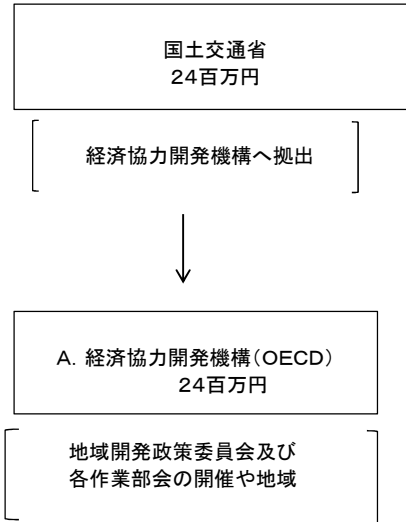 国土交通省
24百万円
経済協力開発機構へ拠出
A. 経済協力開発機構(OECD)
24百万円
地域開発政策委員会及び
各作業部会の開催や地域